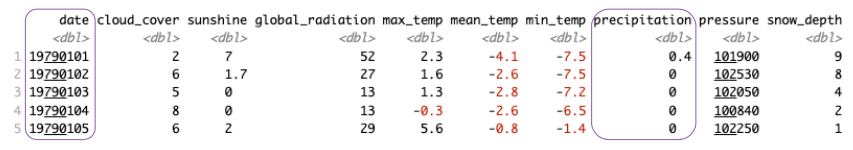 date cloud_cover sunshine global_radiation max_temp mean_temp min_temp precipitation pressure snow_depth
<dbl> <dbl> <dbl> <dbl> <dbl> <dbl> <dbl> <dbl> <dbl> <dbl>
1 19790101 2 7 52 2.3 -4.1 -7.5 0.4 101900 9
2 19790102 6 1.7 27 1.6 -2.6 -7.5 0 102530 8
3 19790103 5 0 13 1.3 -2.8 -7.2 0 102050 4
4 19790104 8 0 13 -0.3 -2.6 -6.5 0 100840 2
5 19790105 6 2 29 5.6 -0.8 -1.4 0 102250 1